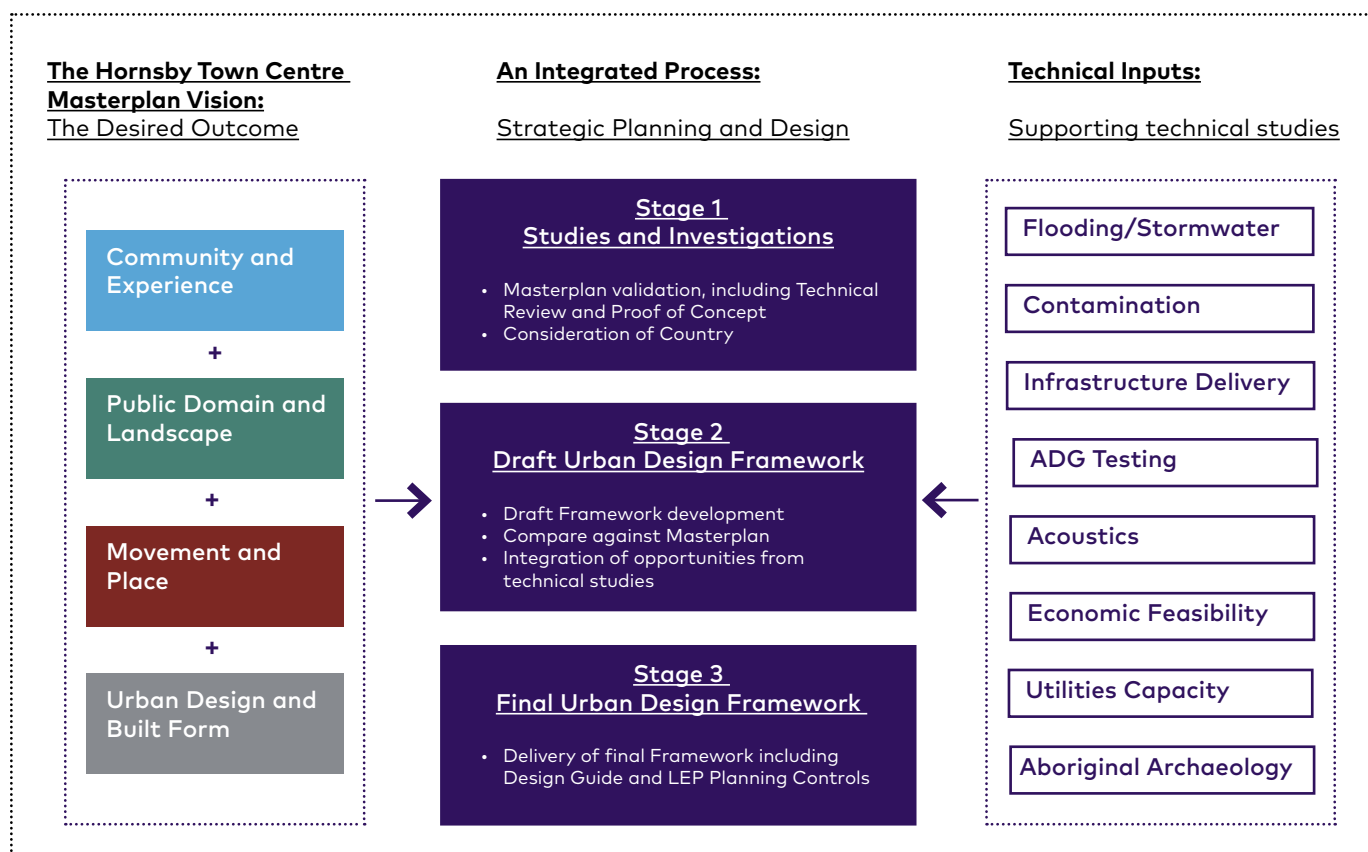 The Hornsby Town Centre
Masterplan Vision:
The Desired Outcome
Community and
Experience
+
Public Domain and
Landscape
+
Movement and
Place
+
Urban Design and
Built Form
An Integrated Process:
Strategic Planning and Design
Stage 1
Studies and Investigations
• Masterplan validation, including Technical
Review and Proof of Concept
• Consideration of Country
Stage 2
Draft Urban Design Framework
• Draft Framework development
• Compare against Masterplan
• Integration of opportunities from
technical studies
Stage 3
Final Urban Design Framework
• Delivery of final Framework including
Design Guide and LEP Planning Controls
Technical Inputs:
Supporting technical studies
Flooding/Stormwater
Contamination
Infrastructure Delivery
ADG Testing
Acoustics
Economic Feasibility
Utilities Capacity
Aboriginal Archaeology